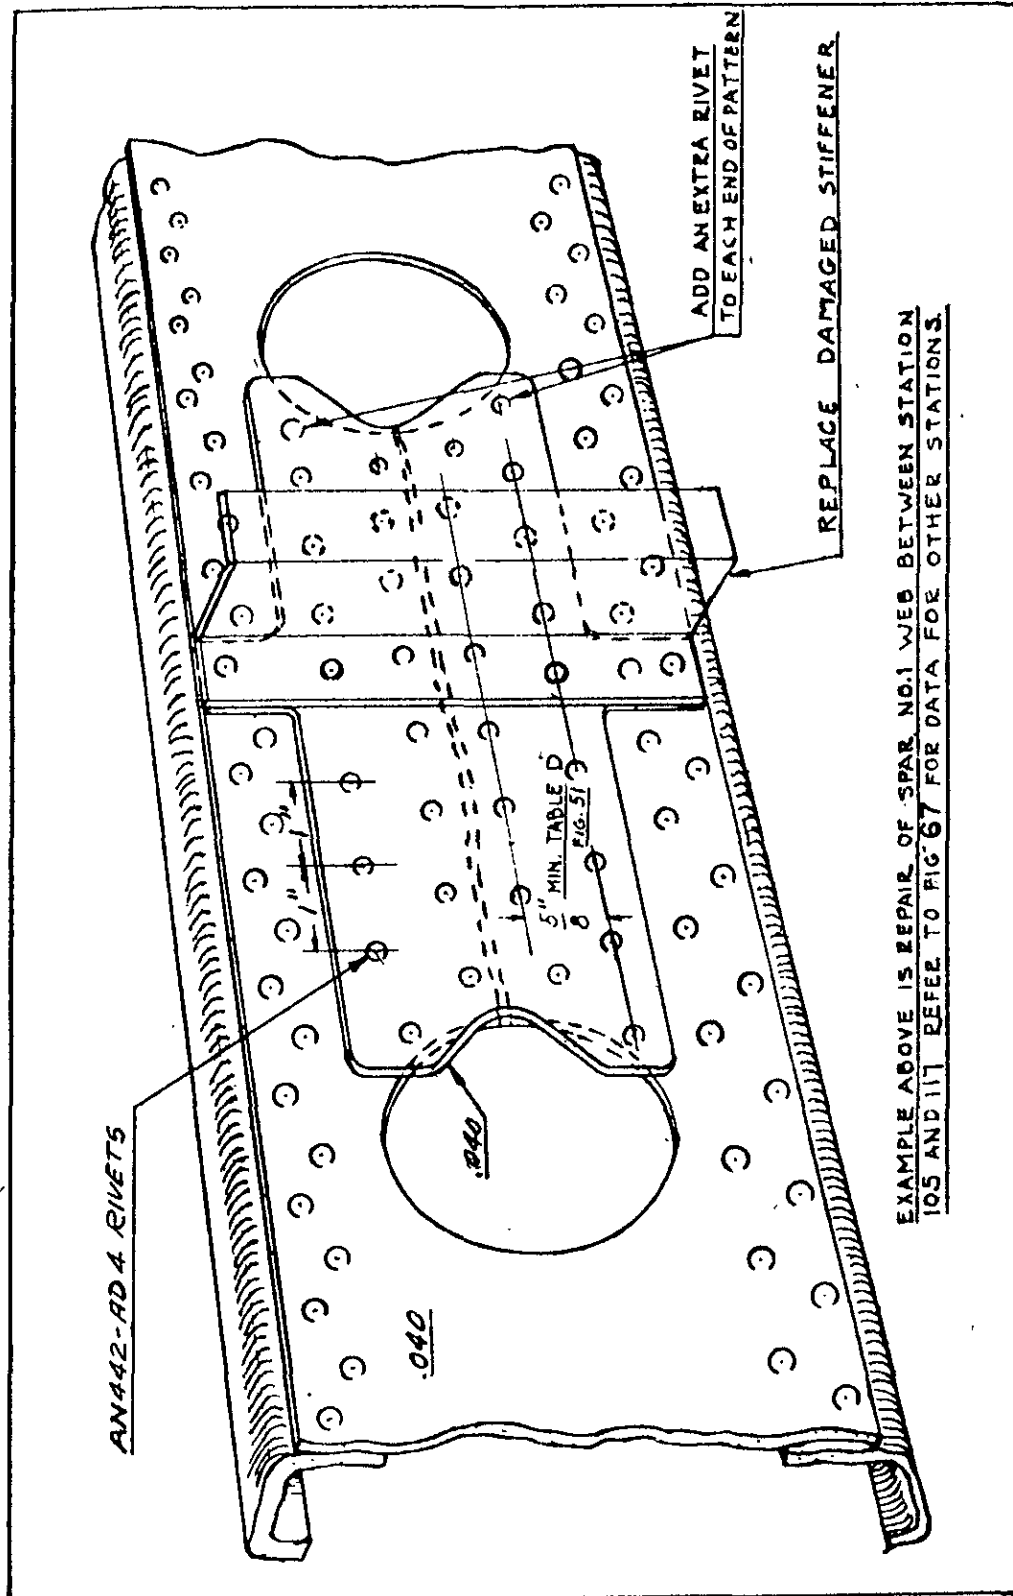 AN442-AD4 RIVETS
ADD AN EXTRA RIVET
TO EACH END OF PATTERN
REPLACE DAMAGED STIFFENER
1"
1"
5"
8
MIN. TABLE D
FIG. 51
.040
.040
EXAMPLE ABOVE IS REPAIR OF SPAR NO.1 WEB BETWEEN STATION
105 AND 117 REFER TO FIG 67 FOR DATA FOR OTHER STATIONS.